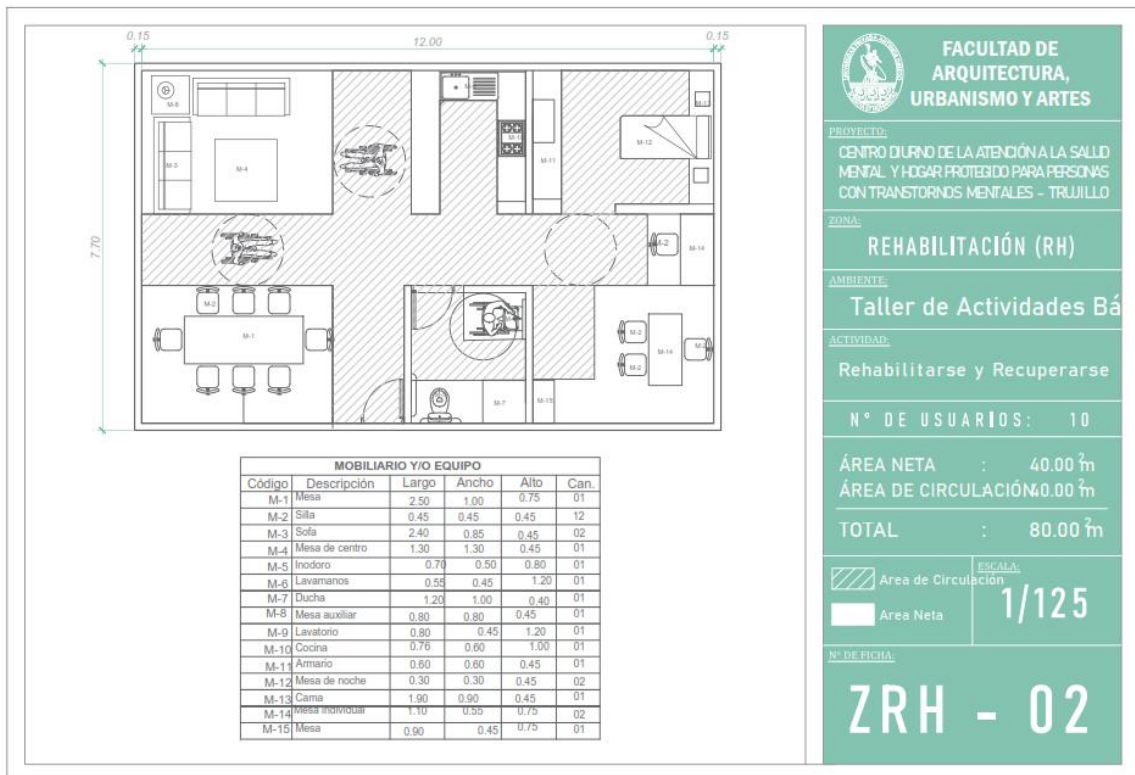 0.15
12.00
0.15
7.70
M-8
M-9
M-3
M-4
M-11
M-12
M-2
M-14
M-2
M-1
M-2
M-14
M-2
M-7
M-15
MOBILIARIO Y/O EQUIPO
Código Descripción Largo Ancho Alto Can.
M-1 Mesa 2.50 1.00 0.75 01
M-2 Silla 0.45 0.45 0.45 12
M-3 Sofa 2.40 0.85 0.45 02
M-4 Mesa de centro 1.30 1.30 0.45 01
M-5 Inodoro 0.70 0.50 0.80 01
M-6 Lavamanos 0.55 0.45 1.20 01
M-7 Ducha 1.20 1.00 0.40 01
M-8 Mesa auxiliar 0.80 0.80 0.45 01
M-9 Lavatorio 0.80 0.45 1.20 01
M-10 Cocina 0.76 0.60 1.00 01
M-11 Armario 0.60 0.60 0.45 01
M-12 Mesa de noche 0.30 0.30 0.45 02
M-13 Cama 1.90 0.90 0.45 01
M-14 Mesa individual 1.10 0.55 0.75 02
M-15 Mesa 0.90 0.45 0.75 01
FACULTAD DE
ARQUITECTURA,
URBANISMO Y ARTES
PROYECTO:
CENTRO DIURNO DE LA ATENCIÓN A LA SALUD
MENTAL Y HOGAR PROTEGIDO PARA PERSONAS
CON TRANSTORNOS MENTALES - TRUJILLO
ZONA:
REHABILITACIÓN (RH)
AMBIENTE:
Taller de Actividades Bá
ACTIVIDAD:
Rehabilitarse y Recuperarse
N° DE USUARIOS: 10
ÁREA NETA : 40.00 m2
ÁREA DE CIRCULACIÓN: 40.00 m2
TOTAL : 80.00 m2
Area de Circulación
Area Neta
ESCALA:
1/125
N° DE FICHA:
ZRH - 02